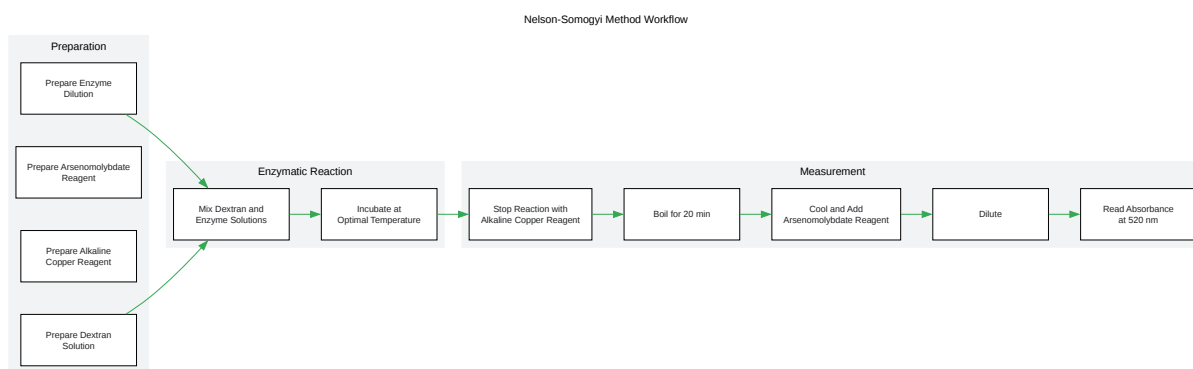 Nelson-Somogyi Method Workflow
Preparation
Prepare Enzyme
Dilution
Prepare Arsenomolybdate
Reagent
Prepare Alkaline
Copper Reagent
Prepare Dextran
Solution
Enzymatic Reaction
Mix Dextran and
Enzyme Solutions
Incubate at
Optimal Temperature
Measurement
Stop Reaction with
Alkaline Copper Reagent
Boil for 20 min
Cool and Add
Arsenomolybdate Reagent
Dilute
Read Absorbance
at 520 nm